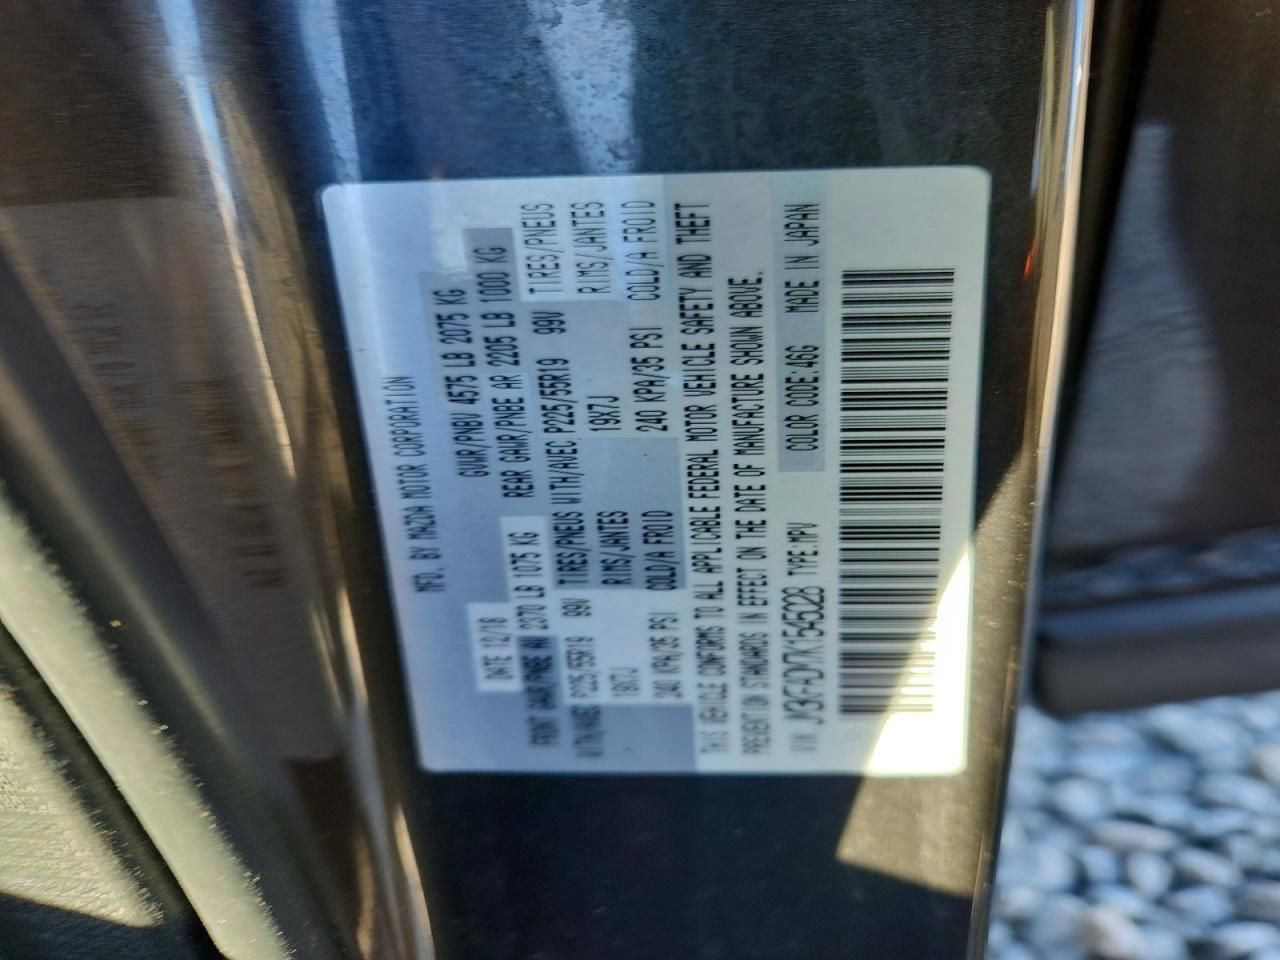 MFD. BY MAZDA MOTOR CORPORATION
DATE 12/18 GVWR/PNBV 4575 LB 2075 KG
FRONT GAWR/PNBE AV 2370 LB 1075 KG REAR GAWR/PNBE AR 2205 LB 1000 KG
WITH/AVEC P225/55R19 99V TIRES/PNEUS WITH/AVEC P225/55R19 99V TIRES/PNEUS
19X7J RIMS/JANTES 19X7J RIMS/JANTES
240 KPA/35 PSI COLD/A FROID 240 KPA/35 PSI COLD/A FROID
THIS VEHICLE CONFORMS TO ALL APPLICABLE FEDERAL MOTOR VEHICLE SAFETY AND THEFT
PREVENTION STANDARDS IN EFFECT ON THE DATE OF MANUFACTURE SHOWN ABOVE.
VIN TYPE:MPV COLOR CODE:46G MADE IN JAPAN